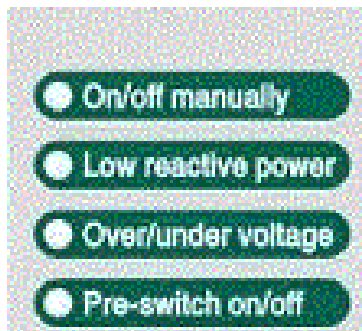 On/off manually
Low reactive power
Over/under voltage
Pre-switch on/off